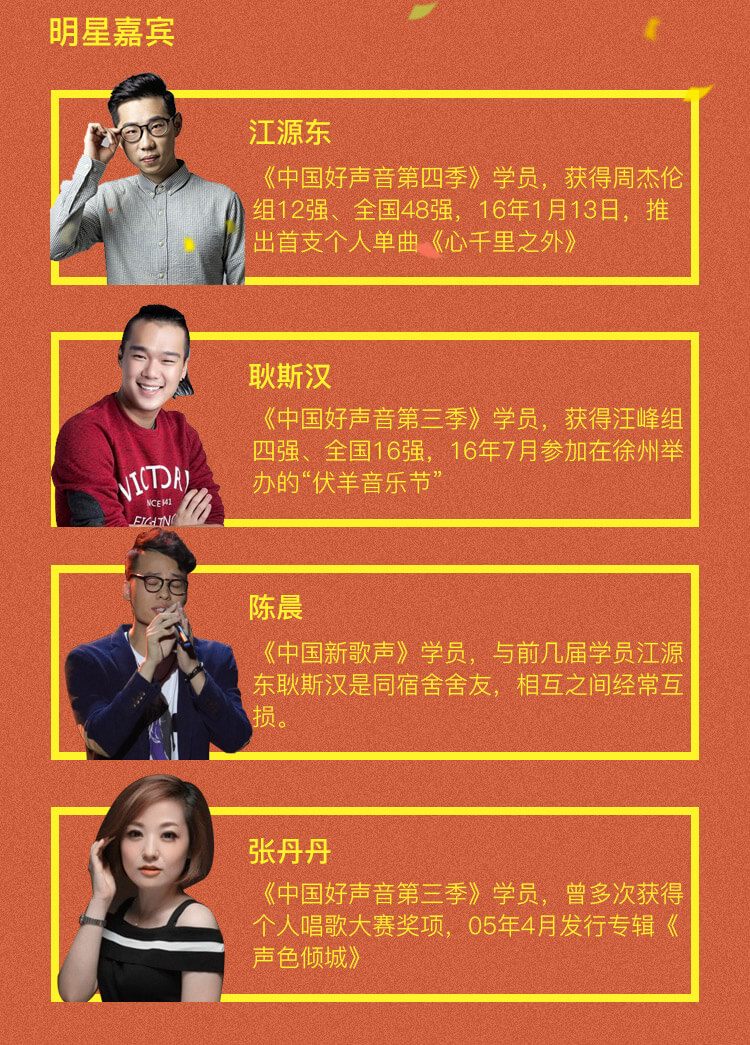 明星嘉宾
江源东
《中国好声音第四季》学员，获得周杰伦
组12强、全国48强，16年1月13日，推
出首支个人单曲《心千里之外》
耿斯汉
《中国好声音第三季》学员，获得汪峰组
四强、全国16强，16年7月参加在徐州举
办的“伏羊音乐节”
VICTDA
NCE 141
FIGHTING
陈晨
《中国新歌声》学员，与前几届学员江源
东耿斯汉是同宿舍舍友，相互之间经常互
损。
张丹丹
《中国好声音第三季》学员，曾多次获得
个人唱歌大赛奖项，05年4月发行专辑《
声色倾城》